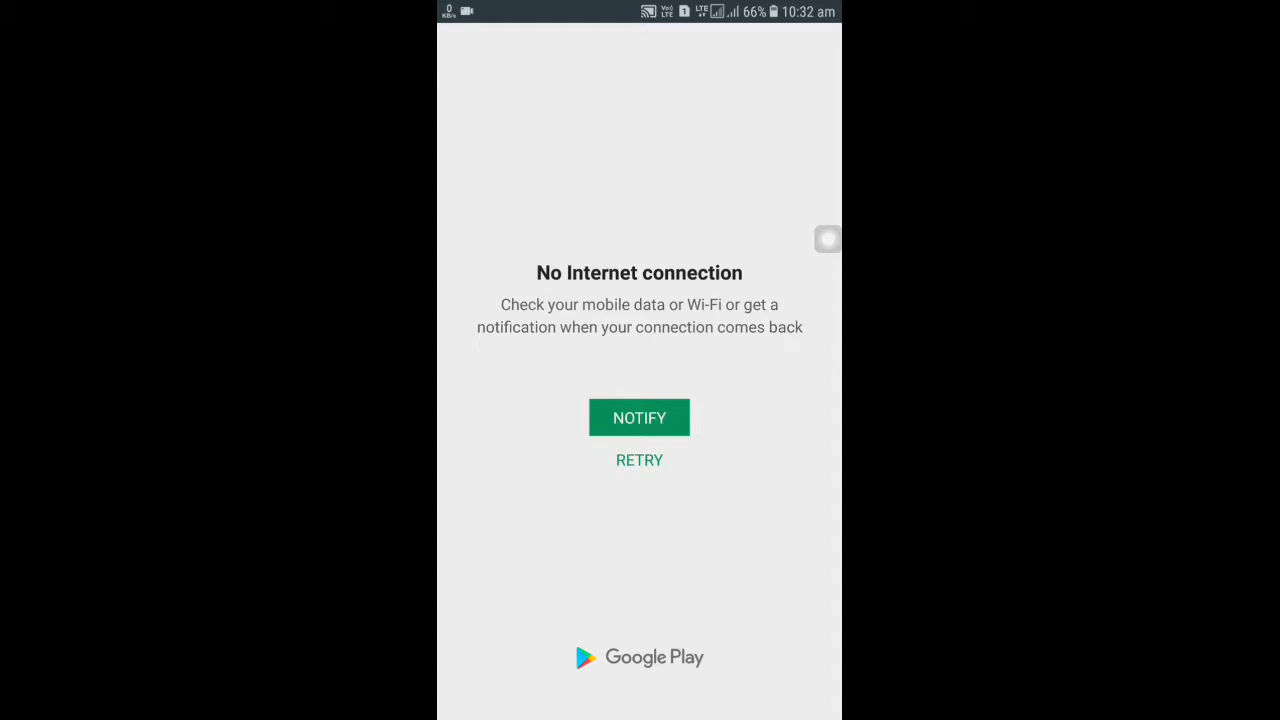 0 KB/s VoLTE 1 LTE 66% 10:32 am
No Internet connection
Check your mobile data or Wi-Fi or get a
notification when your connection comes back
NOTIFY
RETRY
Google Play